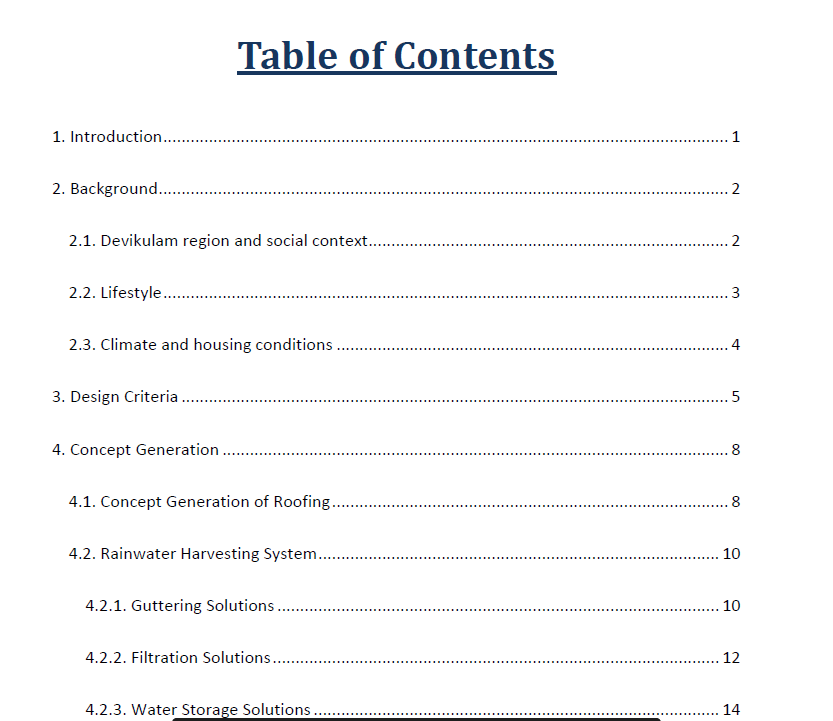 Table of Contents
1. Introduction........................................................................................................................... 1
2. Background............................................................................................................................ 2
2.1. Devikulam region and social context.............................................................................. 2
2.2. Lifestyle........................................................................................................................... 3
2.3. Climate and housing conditions ..................................................................................... 4
3. Design Criteria ....................................................................................................................... 5
4. Concept Generation .............................................................................................................. 8
4.1. Concept Generation of Roofing...................................................................................... 8
4.2. Rainwater Harvesting System....................................................................................... 10
4.2.1. Guttering Solutions ................................................................................................ 10
4.2.2. Filtration Solutions................................................................................................. 12
4.2.3. Water Storage Solutions ........................................................................................ 14